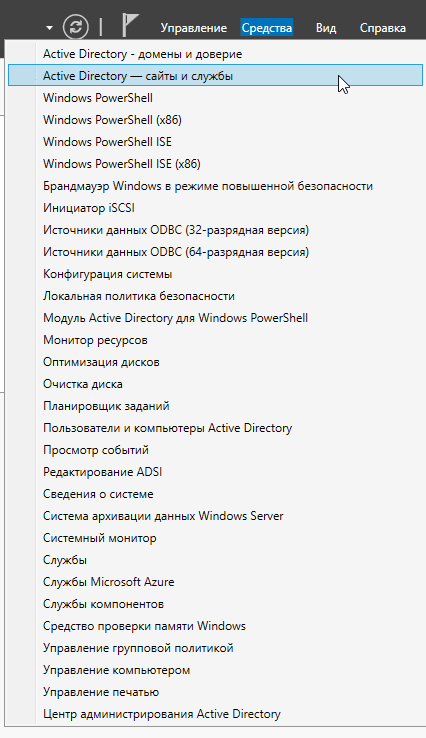 Управление Средства Вид Справка
Active Directory - домены и доверие
Active Directory — сайты и службы
Windows PowerShell
Windows PowerShell (x86)
Windows PowerShell ISE
Windows PowerShell ISE (x86)
Брандмауэр Windows в режиме повышенной безопасности
Инициатор iSCSI
Источники данных ODBC (32-разрядная версия)
Источники данных ODBC (64-разрядная версия)
Конфигурация системы
Локальная политика безопасности
Модуль Active Directory для Windows PowerShell
Монитор ресурсов
Оптимизация дисков
Очистка диска
Планировщик заданий
Пользователи и компьютеры Active Directory
Просмотр событий
Редактирование ADSI
Сведения о системе
Система архивации данных Windows Server
Системный монитор
Службы
Службы Microsoft Azure
Службы компонентов
Средство проверки памяти Windows
Управление групповой политикой
Управление компьютером
Управление печатью
Центр администрирования Active Directory